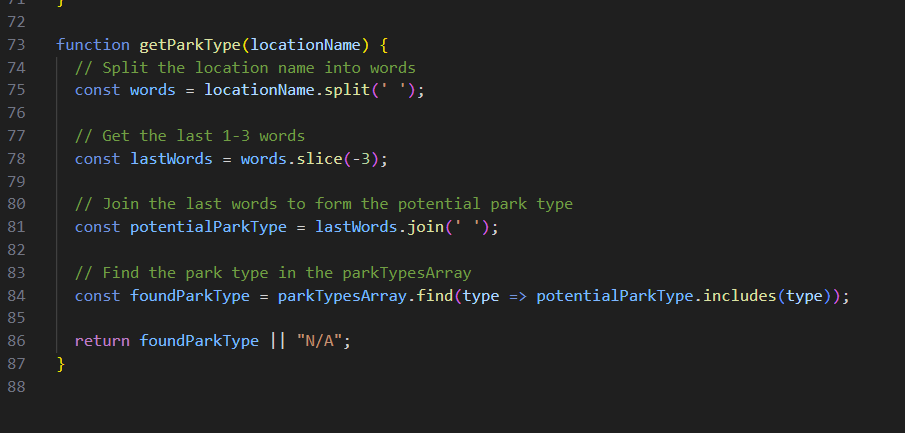 71 }
72
73 function getParkType(locationName) {
74 // Split the location name into words
75 const words = locationName.split(' ');
76
77 // Get the last 1-3 words
78 const lastWords = words.slice(-3);
79
80 // Join the last words to form the potential park type
81 const potentialParkType = lastWords.join(' ');
82
83 // Find the park type in the parkTypesArray
84 const foundParkType = parkTypesArray.find(type => potentialParkType.includes(type));
85
86 return foundParkType || "N/A";
87 }
88